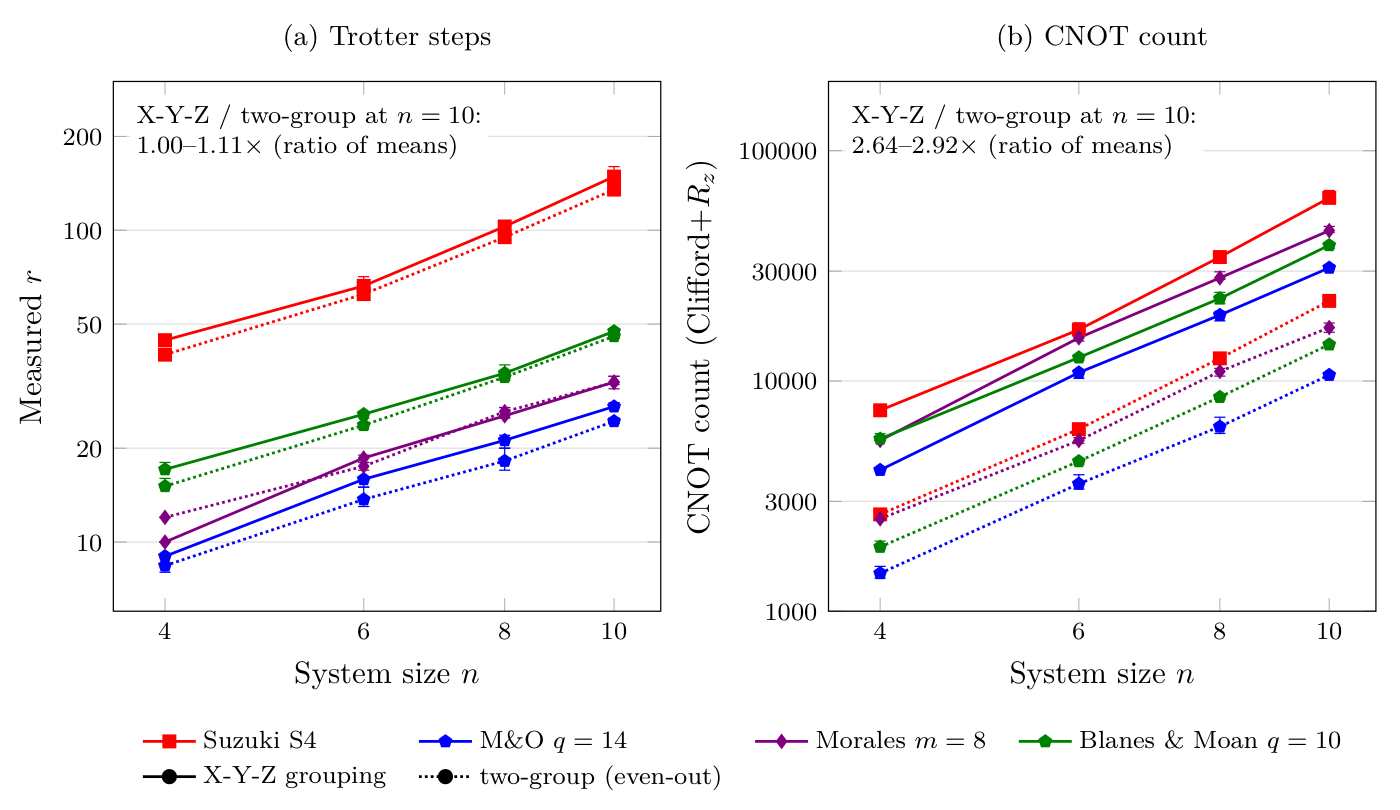 (a) Trotter steps
X-Y-Z / two-group at n = 10:
1.00–1.11× (ratio of means)
Measured r
200
100
50
20
10
4
6
8
10
System size n
(b) CNOT count
X-Y-Z / two-group at n = 10:
2.64–2.92× (ratio of means)
CNOT count (Clifford+R_z)
100000
30000
10000
3000
1000
4
6
8
10
System size n
Suzuki S4
M&O q = 14
Morales m = 8
Blanes & Moan q = 10
X-Y-Z grouping
two-group (even-out)